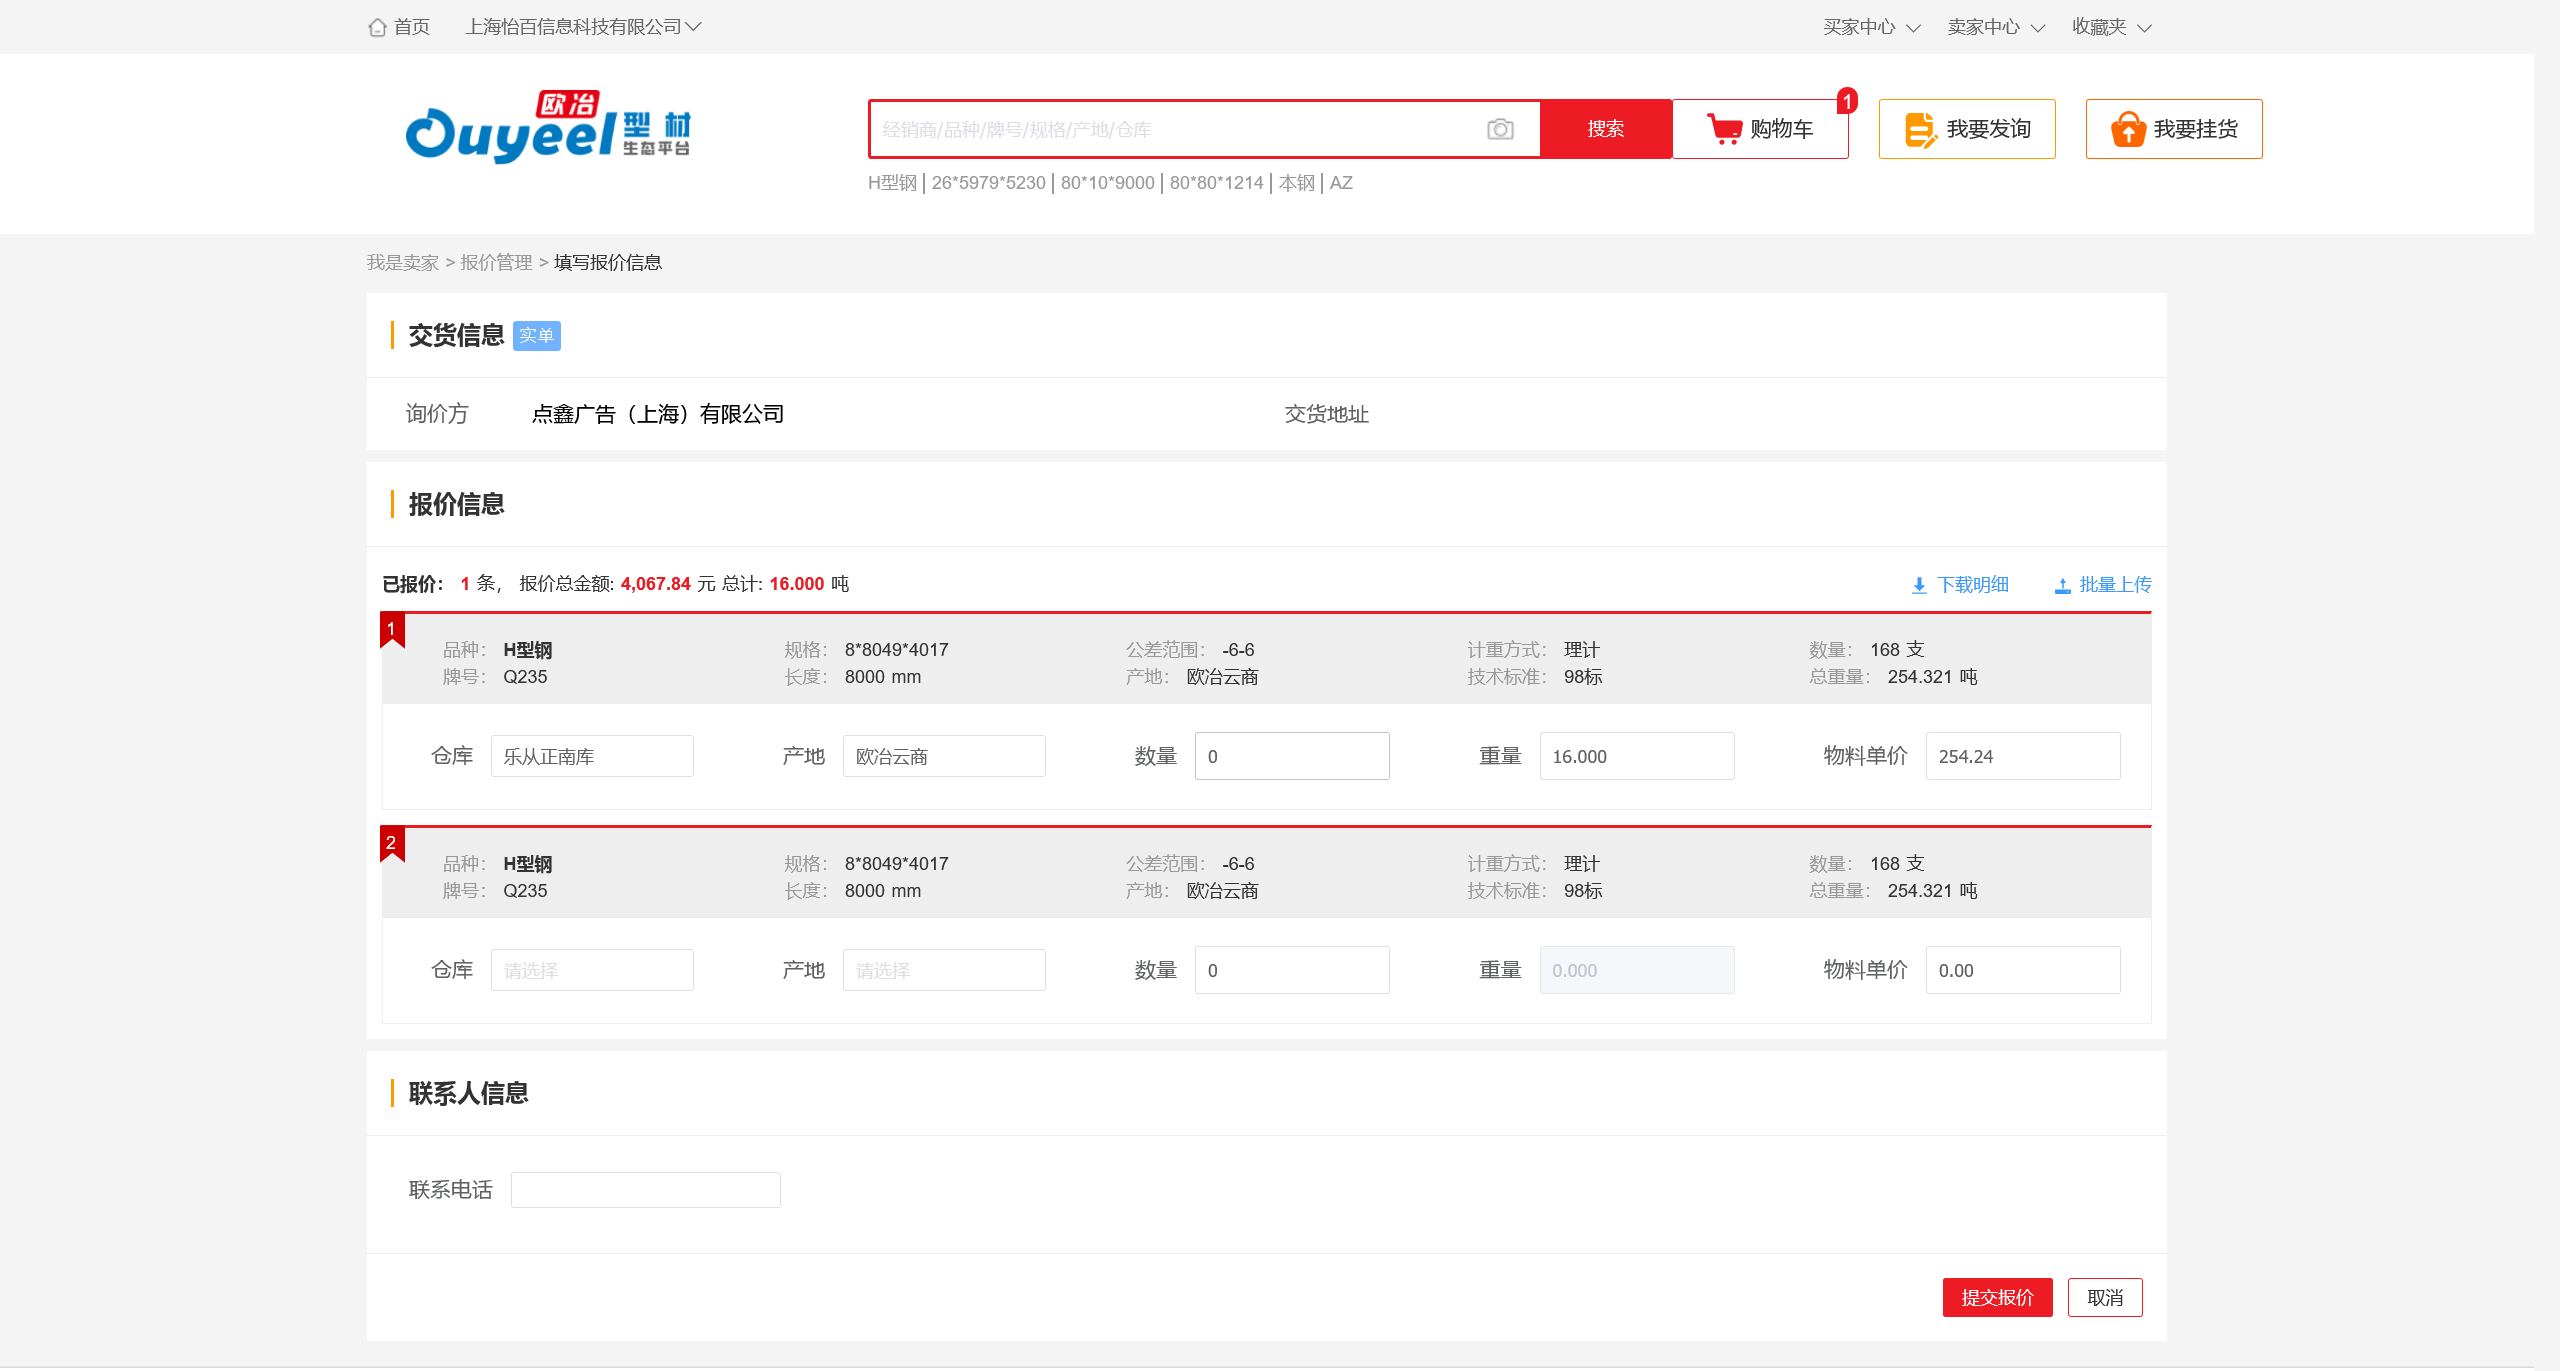 首页 上海怡百信息科技有限公司 买家中心 卖家中心 收藏夹
欧冶 Ouyeel 型材 生态平台
经销商/品种/牌号/规格/产地/仓库 搜索 购物车 1 我要发询 我要挂货
H型钢 | 26*5979*5230 | 80*10*9000 | 80*80*1214 | 本钢 | AZ
我是卖家 > 报价管理 > 填写报价信息
交货信息 实单
询价方 点鑫广告（上海）有限公司 交货地址
报价信息
已报价： 1 条， 报价总金额: 4,067.84 元 总计: 16.000 吨 下载明细 批量上传
1
品种： H型钢 规格： 8*8049*4017 公差范围： -6-6 计重方式： 理计 数量： 168 支
牌号： Q235 长度： 8000 mm 产地： 欧冶云商 技术标准： 98标 总重量： 254.321 吨
仓库 乐从正南库 产地 欧冶云商 数量 0 重量 16.000 物料单价 254.24
2
品种： H型钢 规格： 8*8049*4017 公差范围： -6-6 计重方式： 理计 数量： 168 支
牌号： Q235 长度： 8000 mm 产地： 欧冶云商 技术标准： 98标 总重量： 254.321 吨
仓库 请选择 产地 请选择 数量 0 重量 0.000 物料单价 0.00
联系人信息
联系电话
提交报价 取消